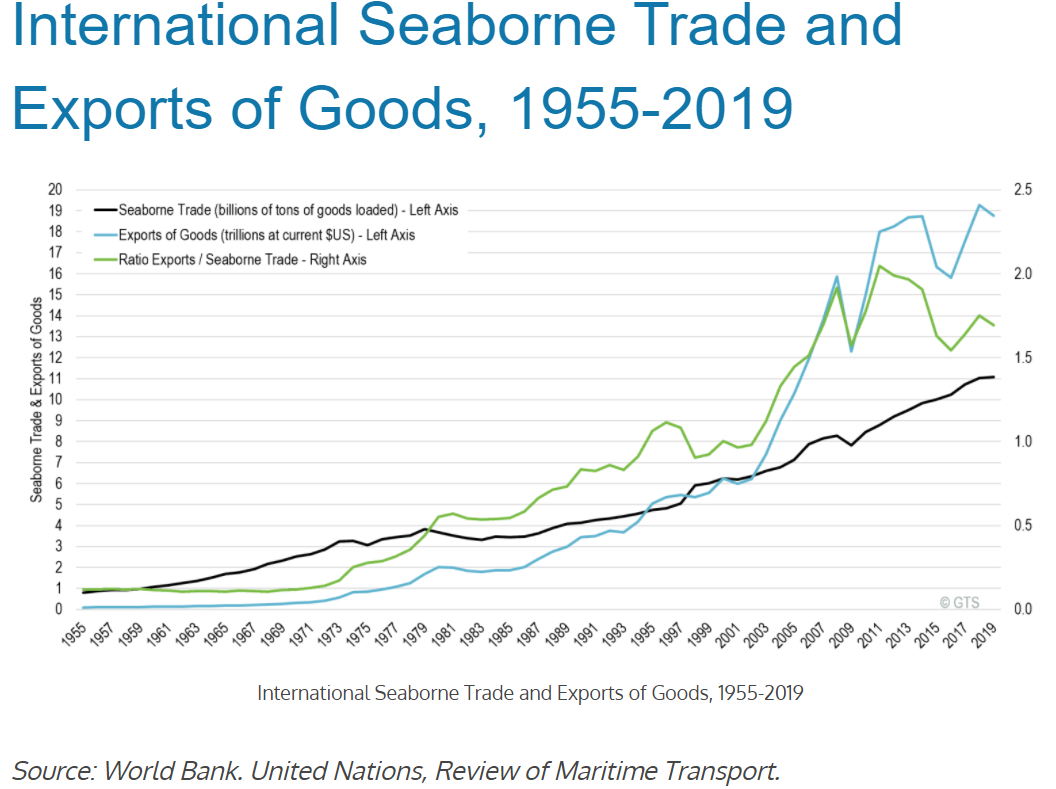 International Seaborne Trade and
Exports of Goods, 1955-2019
Seaborne Trade (billions of tons of goods loaded) - Left Axis
Exports of Goods (trillions at current $US) - Left Axis
Ratio Exports / Seaborne Trade - Right Axis
Seaborne Trade & Exports of Goods
20
19
18
17
16
15
14
13
12
11
10
9
8
7
6
5
4
3
2
1
0
2.5
2.0
1.5
1.0
0.5
0.0
© GTS
1955 1957 1959 1961 1963 1965 1967 1969 1971 1973 1975 1977 1979 1981 1983 1985 1987 1989 1991 1993 1995 1997 1999 2001 2003 2005 2007 2009 2011 2013 2015 2017 2019
International Seaborne Trade and Exports of Goods, 1955-2019
Source: World Bank. United Nations, Review of Maritime Transport.